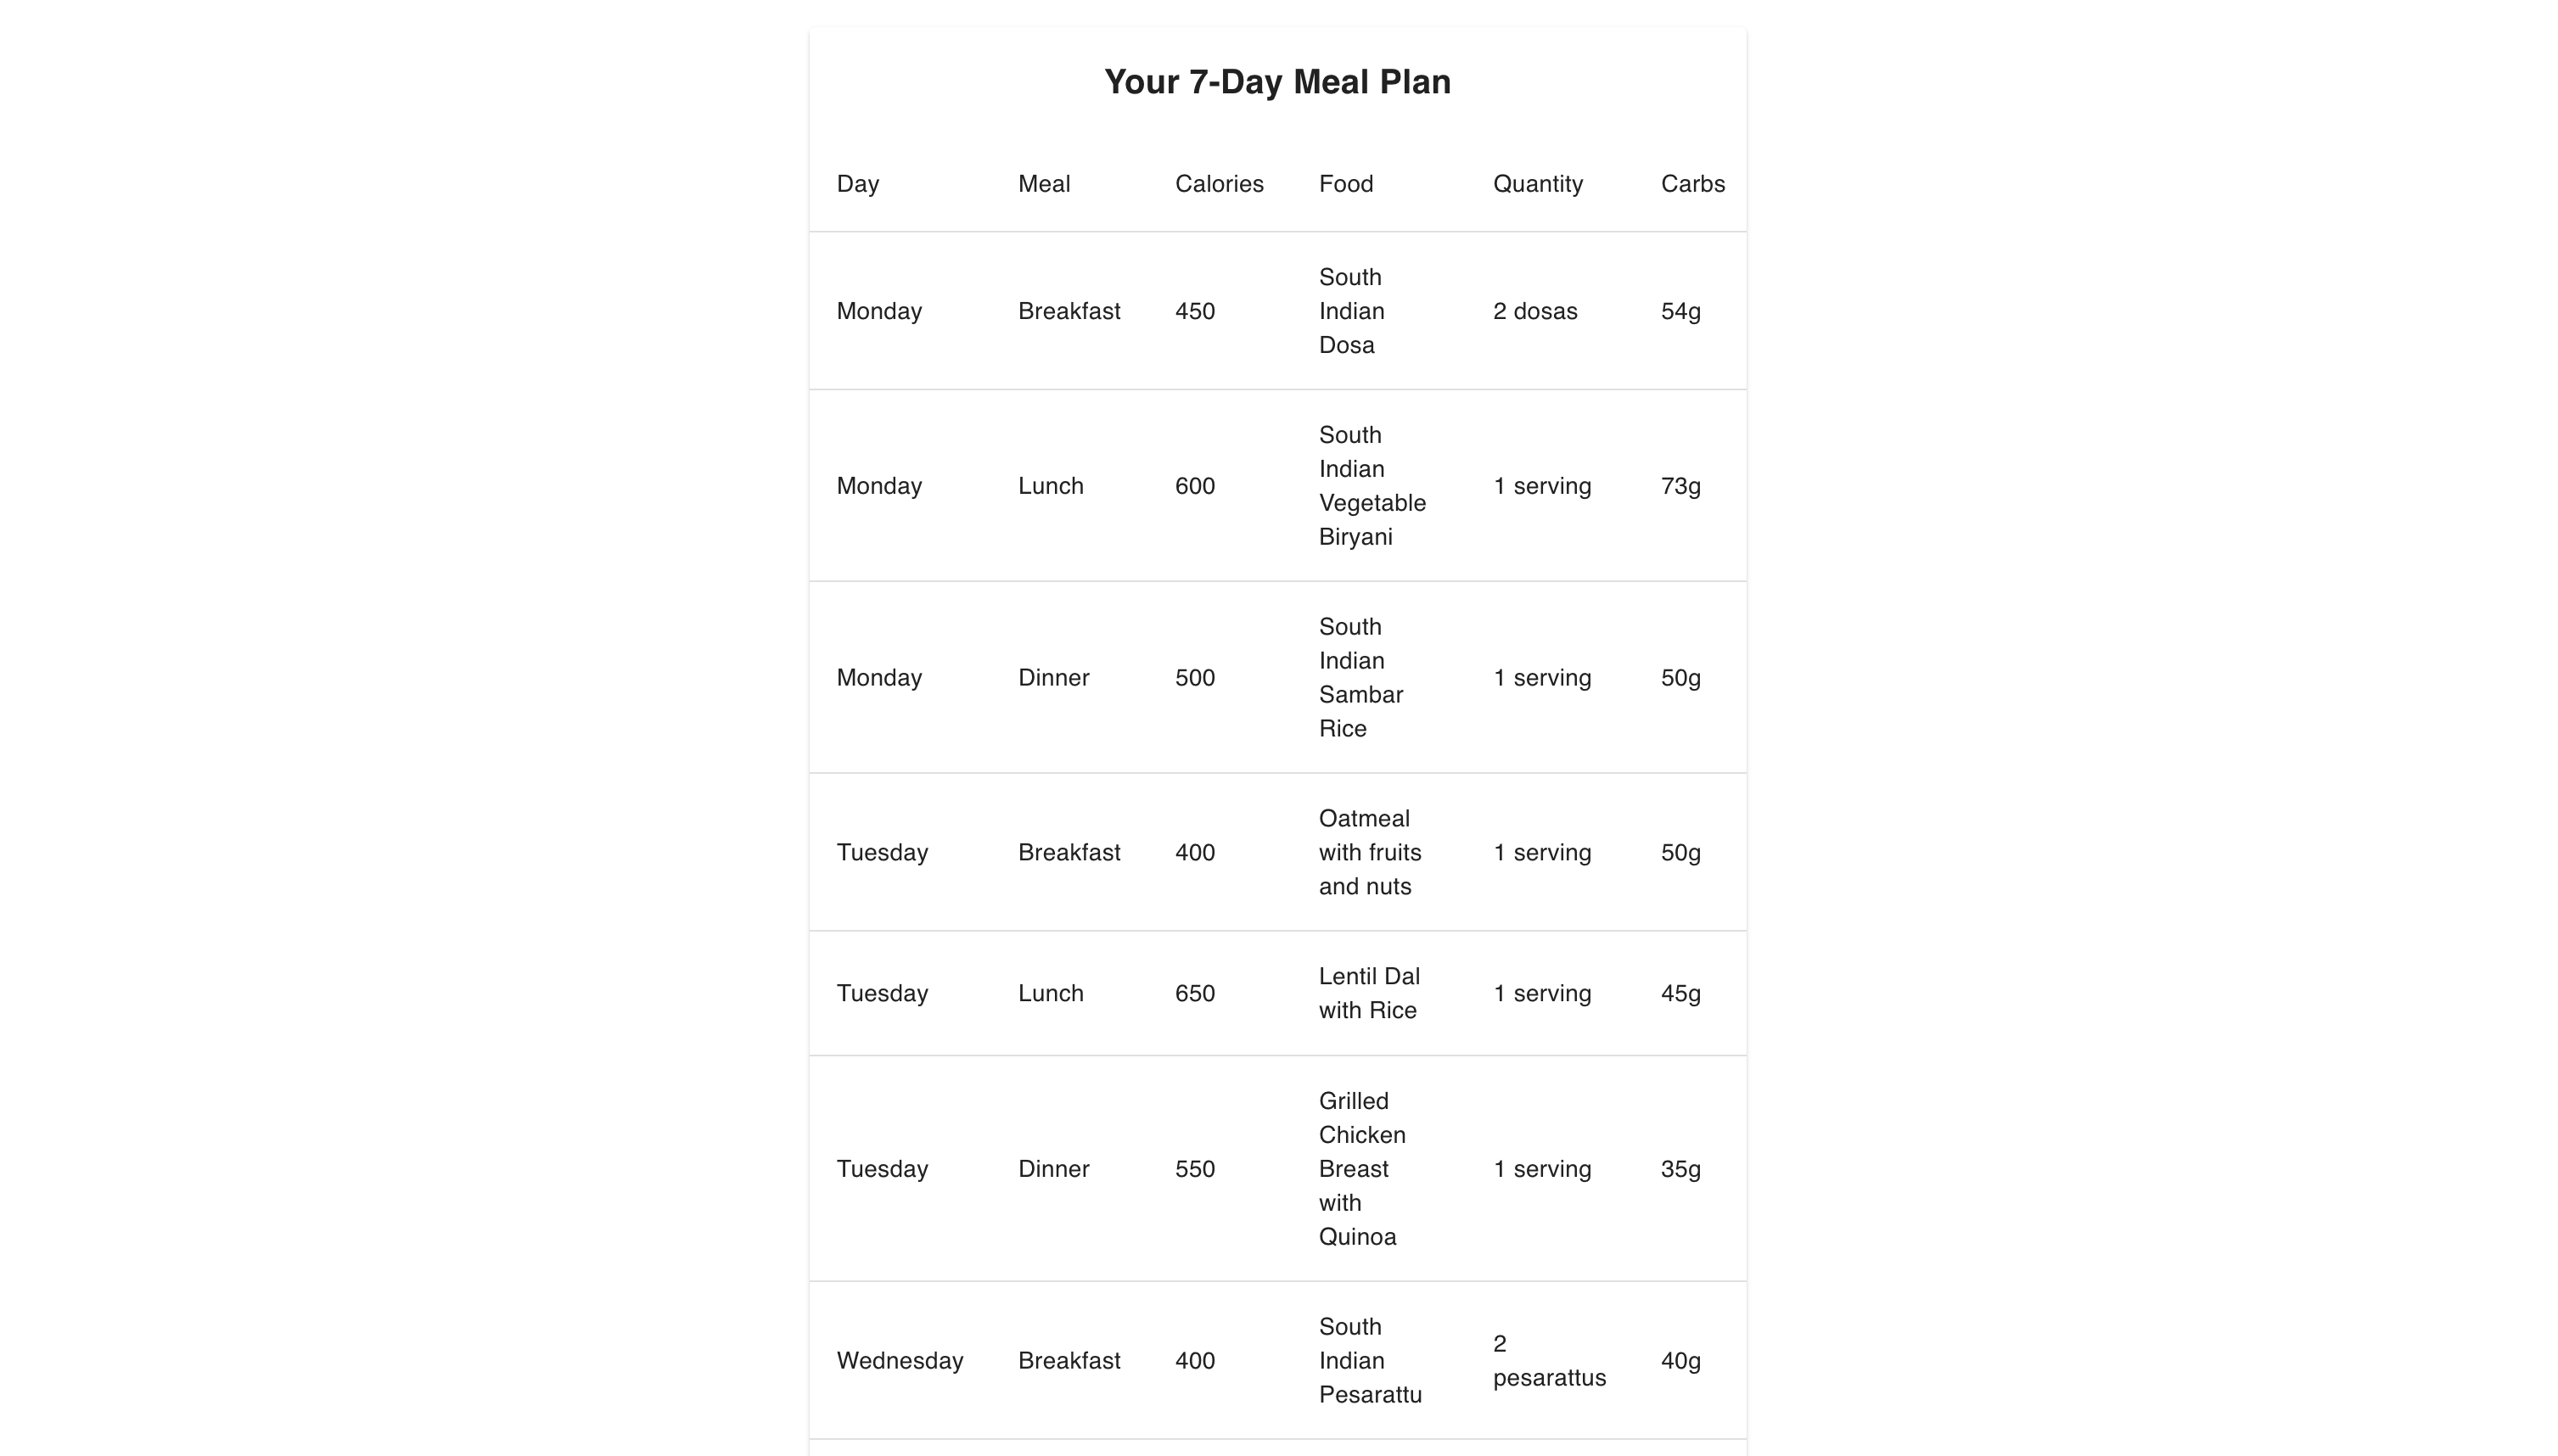 Your 7-Day Meal Plan
Day Meal Calories Food Quantity Carbs
Monday Breakfast 450 South Indian Dosa 2 dosas 54g
Monday Lunch 600 South Indian Vegetable Biryani 1 serving 73g
Monday Dinner 500 South Indian Sambar Rice 1 serving 50g
Tuesday Breakfast 400 Oatmeal with fruits and nuts 1 serving 50g
Tuesday Lunch 650 Lentil Dal with Rice 1 serving 45g
Tuesday Dinner 550 Grilled Chicken Breast with Quinoa 1 serving 35g
Wednesday Breakfast 400 South Indian Pesarattu 2 pesarattus 40g